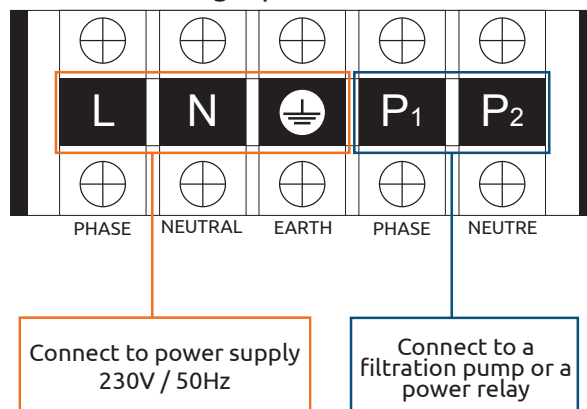 L N P1 P2
PHASE NEUTRAL EARTH PHASE NEUTRE
Connect to power supply
230V / 50Hz
Connect to a
filtration pump or a
power relay